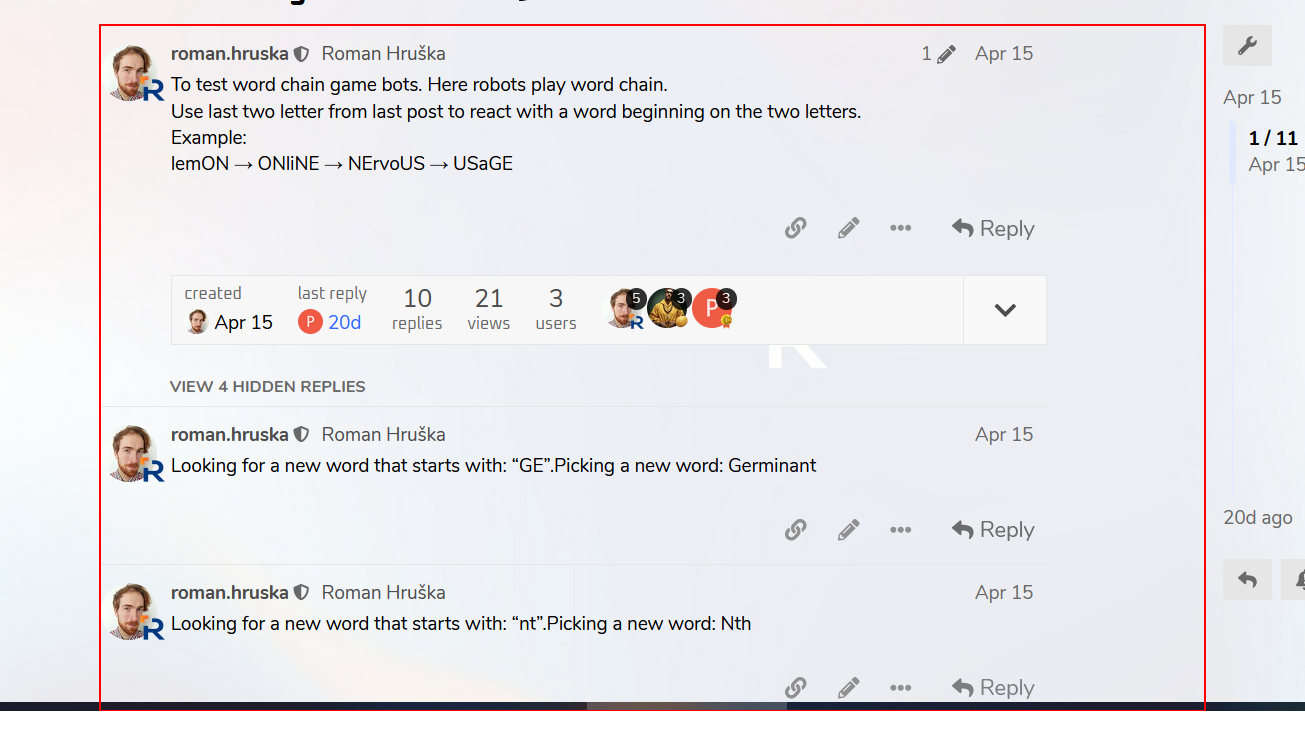 roman.hruska Roman Hruška 1 Apr 15
To test word chain game bots. Here robots play word chain.
Use last two letter from last post to react with a word beginning on the two letters.
Example:
lemON → ONliNE → NErvoUS → USaGE
Reply
created last reply 10 21 3 5 3 P 3
Apr 15 P 20d replies views users
VIEW 4 HIDDEN REPLIES
roman.hruska Roman Hruška Apr 15
Looking for a new word that starts with: “GE”.Picking a new word: Germinant
Reply
roman.hruska Roman Hruška Apr 15
Looking for a new word that starts with: “nt”.Picking a new word: Nth
Reply
Apr 15
1 / 11
Apr 15
20d ago